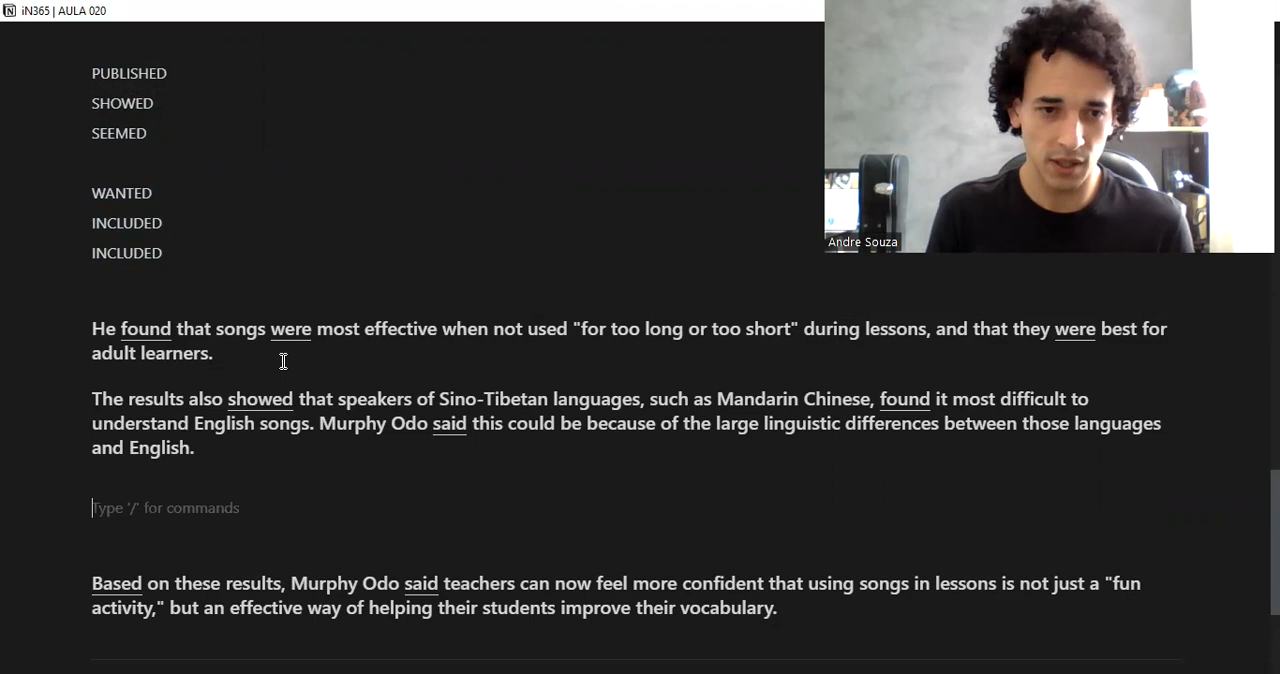 iN365 | AULA 020
PUBLISHED
SHOWED
SEEMED
WANTED
INCLUDED
INCLUDED
Andre Souza
He found that songs were most effective when not used "for too long or too short" during lessons, and that they were best for
adult learners.
The results also showed that speakers of Sino-Tibetan languages, such as Mandarin Chinese, found it most difficult to
understand English songs. Murphy Odo said this could be because of the large linguistic differences between those languages
and English.
Type '/' for commands
Based on these results, Murphy Odo said teachers can now feel more confident that using songs in lessons is not just a "fun
activity," but an effective way of helping their students improve their vocabulary.